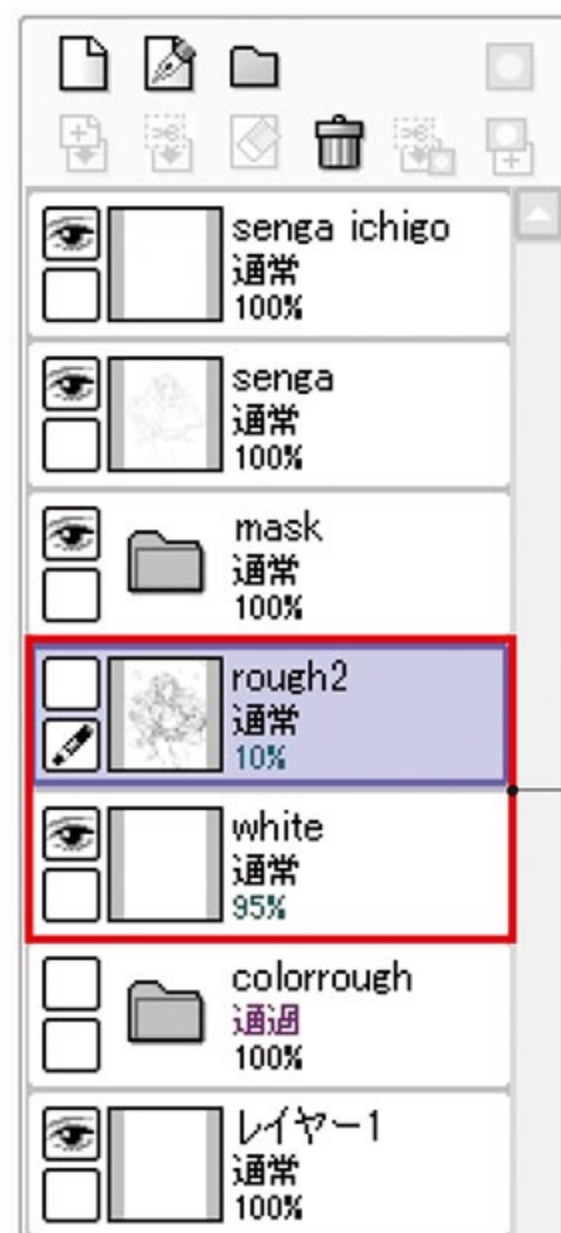 senga ichigo
通常
100%
senga
通常
100%
mask
通常
100%
rough2
通常
10%
white
通常
95%
colorrough
通過
100%
レイヤー1
通常
100%